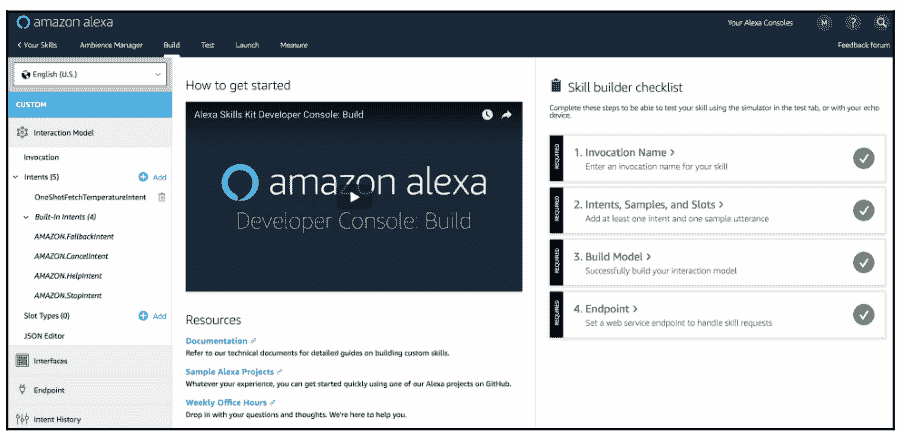 amazon alexa
Your Alexa Consoles
M
?
< Your Skills
Ambience Manager
Build
Test
Launch
Measure
Feedback forum
English (U.S.)
CUSTOM
Interaction Model
Invocation
Intents (5)
Add
OneShotFetchTemperatureIntent
Built-In Intents (4)
AMAZON.FallbackIntent
AMAZON.CancelIntent
AMAZON.HelpIntent
AMAZON.StopIntent
Slot Types (0)
Add
JSON Editor
Interfaces
Endpoint
Intent History
How to get started
Alexa Skills Kit Developer Console: Build
amazon alexa
Developer Console: Build
Resources
Documentation
Refer to our technical documents for detailed guides on building custom skills.
Sample Alexa Projects
Whatever your experience, you can get started quickly using one of our Alexa projects on GitHub.
Weekly Office Hours
Drop in with your questions and thoughts. We're here to help you.
Skill builder checklist
Complete these steps to be able to test your skill using the simulator in the test tab, or with your echo
device.
REQUIRED
1. Invocation Name >
Enter an invocation name for your skill
REQUIRED
2. Intents, Samples, and Slots >
Add at least one intent and one sample utterance
REQUIRED
3. Build Model >
Successfully build your interaction model
REQUIRED
4. Endpoint >
Set a web service endpoint to handle skill requests